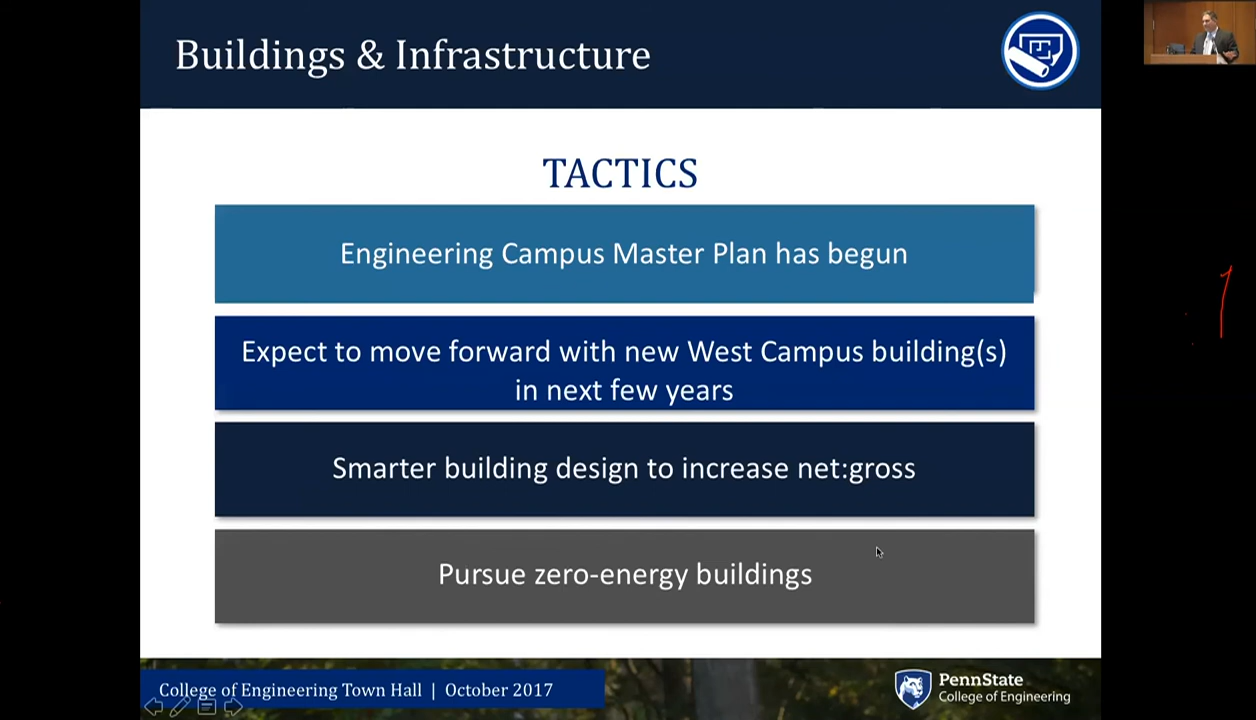 Buildings & Infrastructure
TACTICS
Engineering Campus Master Plan has begun
Expect to move forward with new West Campus building(s)
in next few years
Smarter building design to increase net:gross
Pursue zero-energy buildings
College of Engineering Town Hall | October 2017
PennState
College of Engineering